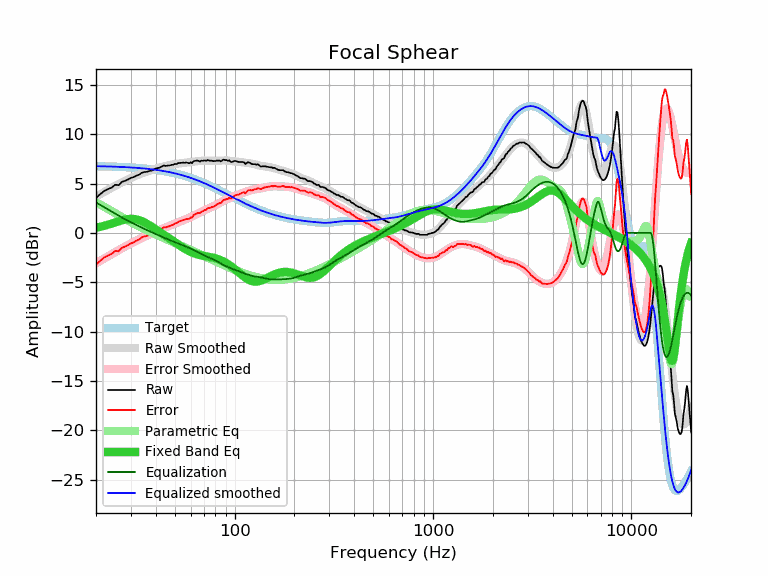 Focal Sphear
15
10
5
0
−5
−10
−15
−20
−25
Amplitude (dBr)
Target
Raw Smoothed
Error Smoothed
Raw
Error
Parametric Eq
Fixed Band Eq
Equalization
Equalized smoothed
100 1000 10000
Frequency (Hz)